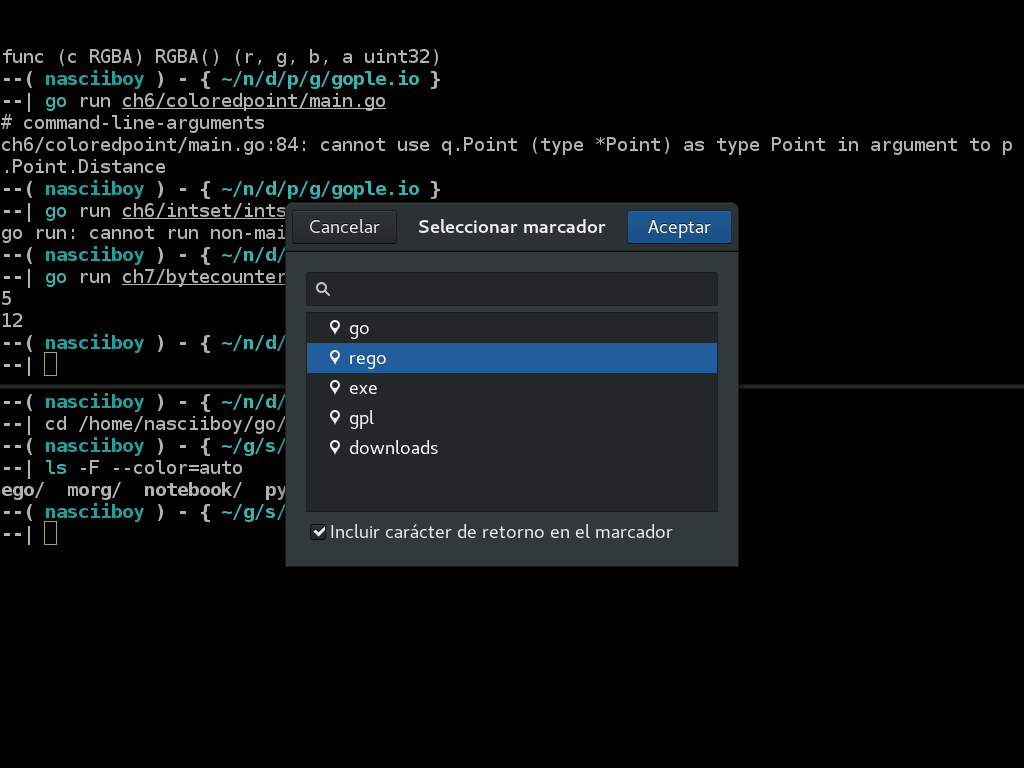 func (c RGBA) RGBA() (r, g, b, a uint32)
--( nasciiboy ) - { ~/n/d/p/g/gople.io }
--| go run ch6/coloredpoint/main.go
# command-line-arguments
ch6/coloredpoint/main.go:84: cannot use q.Point (type *Point) as type Point in argument to p
.Point.Distance
--( nasciiboy ) - { ~/n/d/p/g/gople.io }
--| go run ch6/intset/ints
go run: cannot run non-mai
--( nasciiboy ) - { ~/n/d/
--| go run ch7/bytecounter
5
12
--( nasciiboy ) - { ~/n/d/
--|
--( nasciiboy ) - { ~/n/d/
--| cd /home/nasciiboy/go/
--( nasciiboy ) - { ~/g/s/
--| ls -F --color=auto
ego/  morg/  notebook/  py
--( nasciiboy ) - { ~/g/s/
--|
Cancelar Seleccionar marcador Aceptar
go
rego
exe
gpl
downloads
Incluir carácter de retorno en el marcador